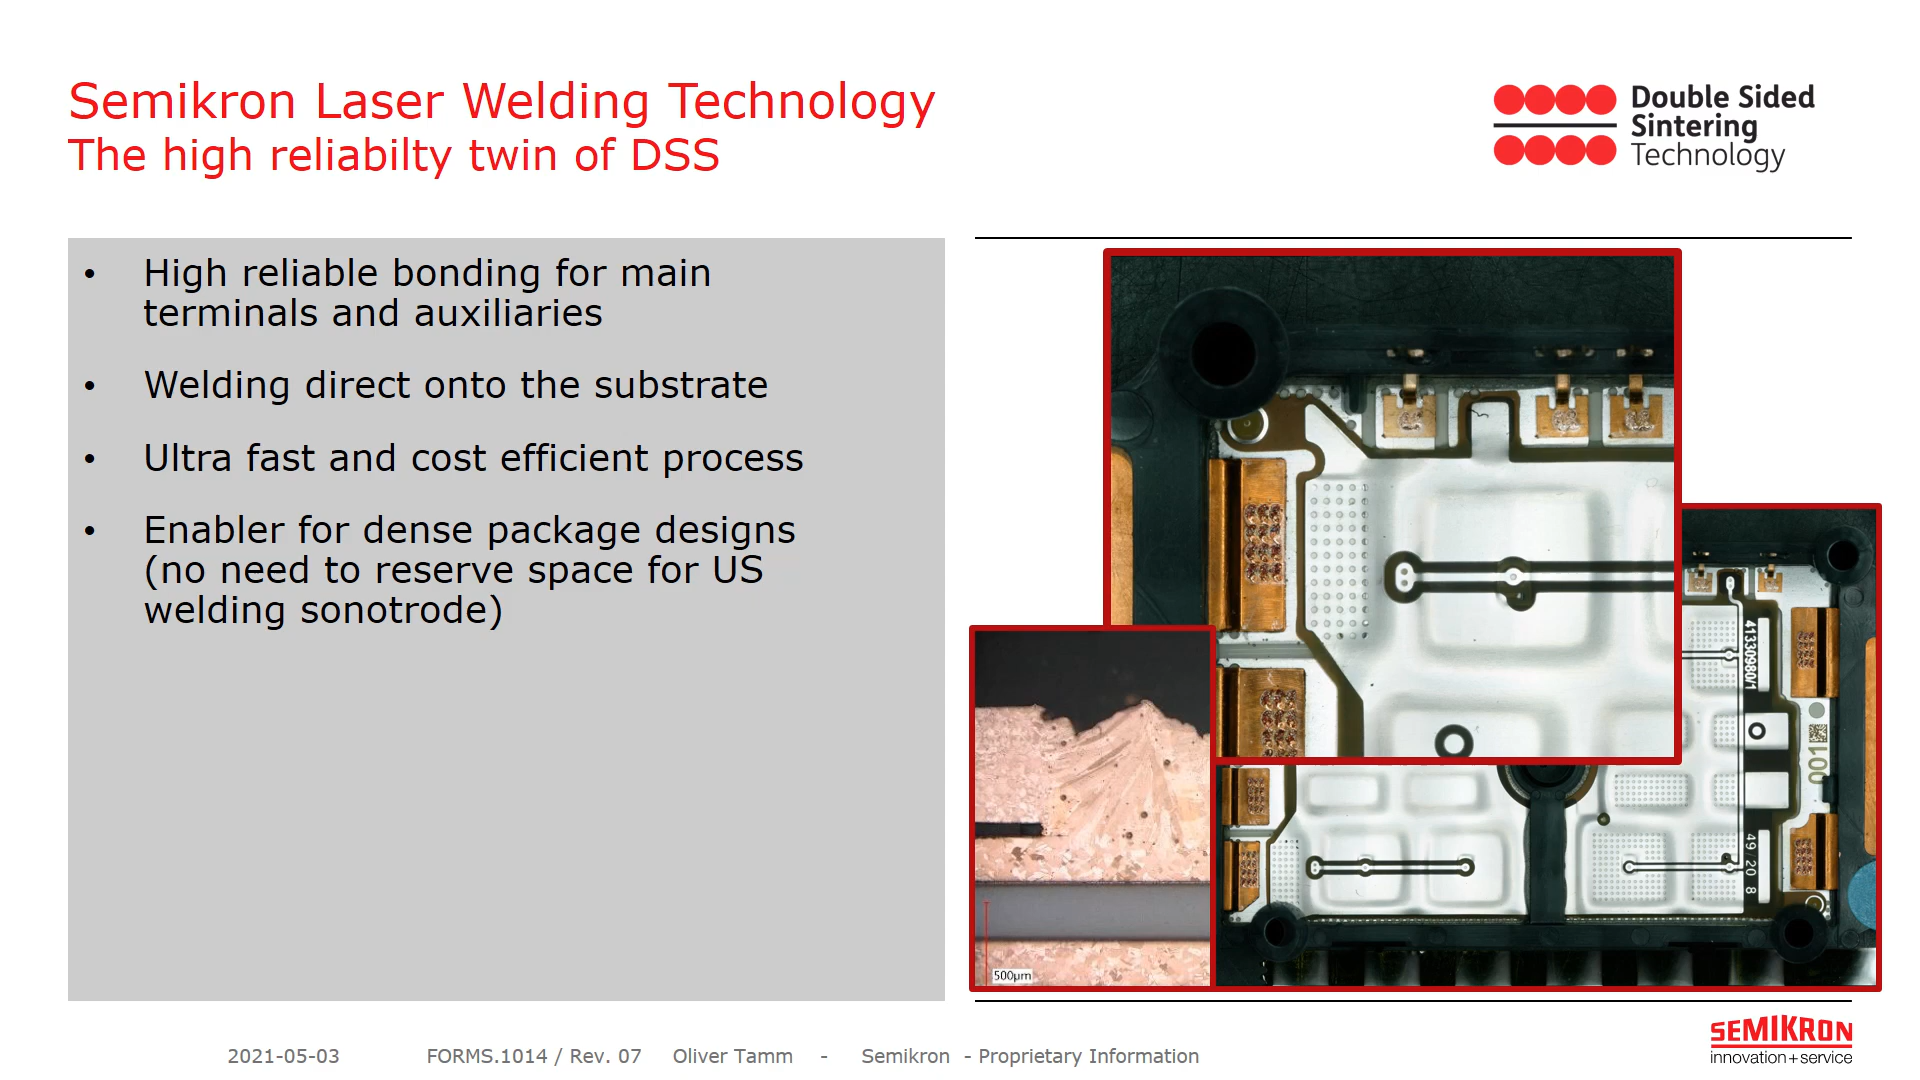 Semikron Laser Welding Technology
The high reliabilty twin of DSS
Double Sided
Sintering
Technology
• High reliable bonding for main
terminals and auxiliaries
• Welding direct onto the substrate
• Ultra fast and cost efficient process
• Enabler for dense package designs
(no need to reserve space for US
welding sonotrode)
41330980/1
001
49 20 8
500µm
2021-05-03 FORMS.1014 / Rev. 07 Oliver Tamm - Semikron - Proprietary Information
SEMIKRON
innovation+service